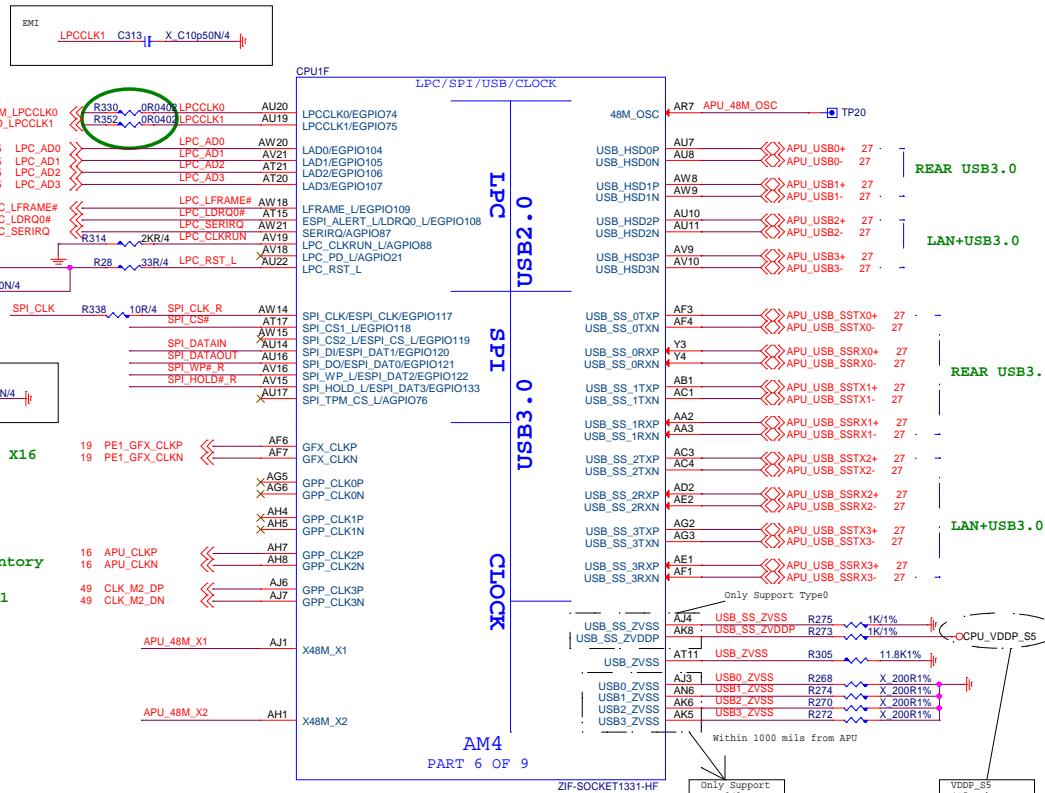 EMI
LPCCLK1 C313 X_C10p50N/4
CPU1F
LPC/SPI/USB/CLOCK
M_LPCCLK0 R330 0R0402 LPCCLK0 AU20 LPCCLK0/EGPIO74
_LPCCLK1 R352 0R0402 LPCCLK1 AU19 LPCCLK1/EGPIO75
LPC_AD0 LPC_AD0 AW20 LAD0/EGPIO104
LPC_AD1 LPC_AD1 AV21 LAD1/EGPIO105
LPC_AD2 LPC_AD2 AT21 LAD2/EGPIO106
LPC_AD3 LPC_AD3 AT20 LAD3/EGPIO107
C_LFRAME# LPC_LFRAME# AW18 LFRAME_L/EGPIO109
C_LDRQ0# LPC_LDRQ0# AT15 ESPI_ALERT_L/LDRQ0_L/EGPIO108
C_SERIRQ LPC_SERIRQ AW21 SERIRQ/AGPIO87
R314 2KR/4 LPC_CLKRUN AV19 LPC_CLKRUN_L/AGPIO88
AV18 LPC_PD_L/AGPIO21
R28 33R/4 LPC_RST_L AU22 LPC_RST_L
0N/4
SPI_CLK R338 10R/4 SPI_CLK_R AW14 SPI_CLK/ESPI_CLK/EGPIO117
SPI_CS# AT17 SPI_CS1_L/EGPIO118
AW15 SPI_CS2_L/ESPI_CS_L/EGPIO119
SPI_DATAIN AU14 SPI_DI/ESPI_DAT1/EGPIO120
SPI_DATAOUT AU16 SPI_DO/ESPI_DAT0/EGPIO121
SPI_WP#_R AV16 SPI_WP_L/ESPI_DAT2/EGPIO122
SPI_HOLD#_R AV15 SPI_HOLD_L/ESPI_DAT3/EGPIO133
AU17 SPI_TPM_CS_L/AGPIO76
N/4
X16
19 PE1_GFX_CLKP AF6 GFX_CLKP
19 PE1_GFX_CLKN AF7 GFX_CLKN
AG5 GPP_CLK0P
AG6 GPP_CLK0N
AH4 GPP_CLK1P
AH5 GPP_CLK1N
ntory
16 APU_CLKP AH7 GPP_CLK2P
16 APU_CLKN AH8 GPP_CLK2N
1
49 CLK_M2_DP AJ6 GPP_CLK3P
49 CLK_M2_DN AJ7 GPP_CLK3N
APU_48M_X1 AJ1 X48M_X1
APU_48M_X2 AH1 X48M_X2
LPC
SPI
CLOCK
USB2.0
USB3.0
48M_OSC AR7 APU_48M_OSC TP20
USB_HSD0P AU7 APU_USB0+ 27
USB_HSD0N AU8 APU_USB0- 27
REAR USB3.0
USB_HSD1P AW8 APU_USB1+ 27
USB_HSD1N AW9 APU_USB1- 27
USB_HSD2P AU10 APU_USB2+ 27
USB_HSD2N AU11 APU_USB2- 27
LAN+USB3.0
USB_HSD3P AV9 APU_USB3+ 27
USB_HSD3N AV10 APU_USB3- 27
USB_SS_0TXP AF3 APU_USB_SSTX0+ 27
USB_SS_0TXN AF4 APU_USB_SSTX0- 27
USB_SS_0RXP Y3 APU_USB_SSRX0+ 27
USB_SS_0RXN Y4 APU_USB_SSRX0- 27
REAR USB3.
USB_SS_1TXP AB1 APU_USB_SSTX1+ 27
USB_SS_1TXN AC1 APU_USB_SSTX1- 27
USB_SS_1RXP AA2 APU_USB_SSRX1+ 27
USB_SS_1RXN AA3 APU_USB_SSRX1- 27
USB_SS_2TXP AC3 APU_USB_SSTX2+ 27
USB_SS_2TXN AC4 APU_USB_SSTX2- 27
USB_SS_2RXP AD2 APU_USB_SSRX2+ 27
USB_SS_2RXN AE2 APU_USB_SSRX2- 27
USB_SS_3TXP AG2 APU_USB_SSTX3+ 27
USB_SS_3TXN AG3 APU_USB_SSTX3- 27
LAN+USB3.0
USB_SS_3RXP AE1 APU_USB_SSRX3+ 27
USB_SS_3RXN AF1 APU_USB_SSRX3- 27
Only Support Type0
USB_SS_ZVSS AJ4 USB_SS_ZVSS R275 1K/1%
USB_SS_ZVDDP AK8 USB_SS_ZVDDP R273 1K/1% CPU_VDDP_S5
USB_ZVSS AT11 USB_ZVSS R305 11.8K1%
USB0_ZVSS AJ3 USB0_ZVSS R268 X_200R1%
USB1_ZVSS AN6 USB1_ZVSS R274 X_200R1%
USB2_ZVSS AK6 USB2_ZVSS R270 X_200R1%
USB3_ZVSS AK5 USB3_ZVSS R272 X_200R1%
Within 1000 mils from APU
AM4
PART 6 OF 9
ZIF-SOCKET1331-HF
Only Support
VDDP_S5